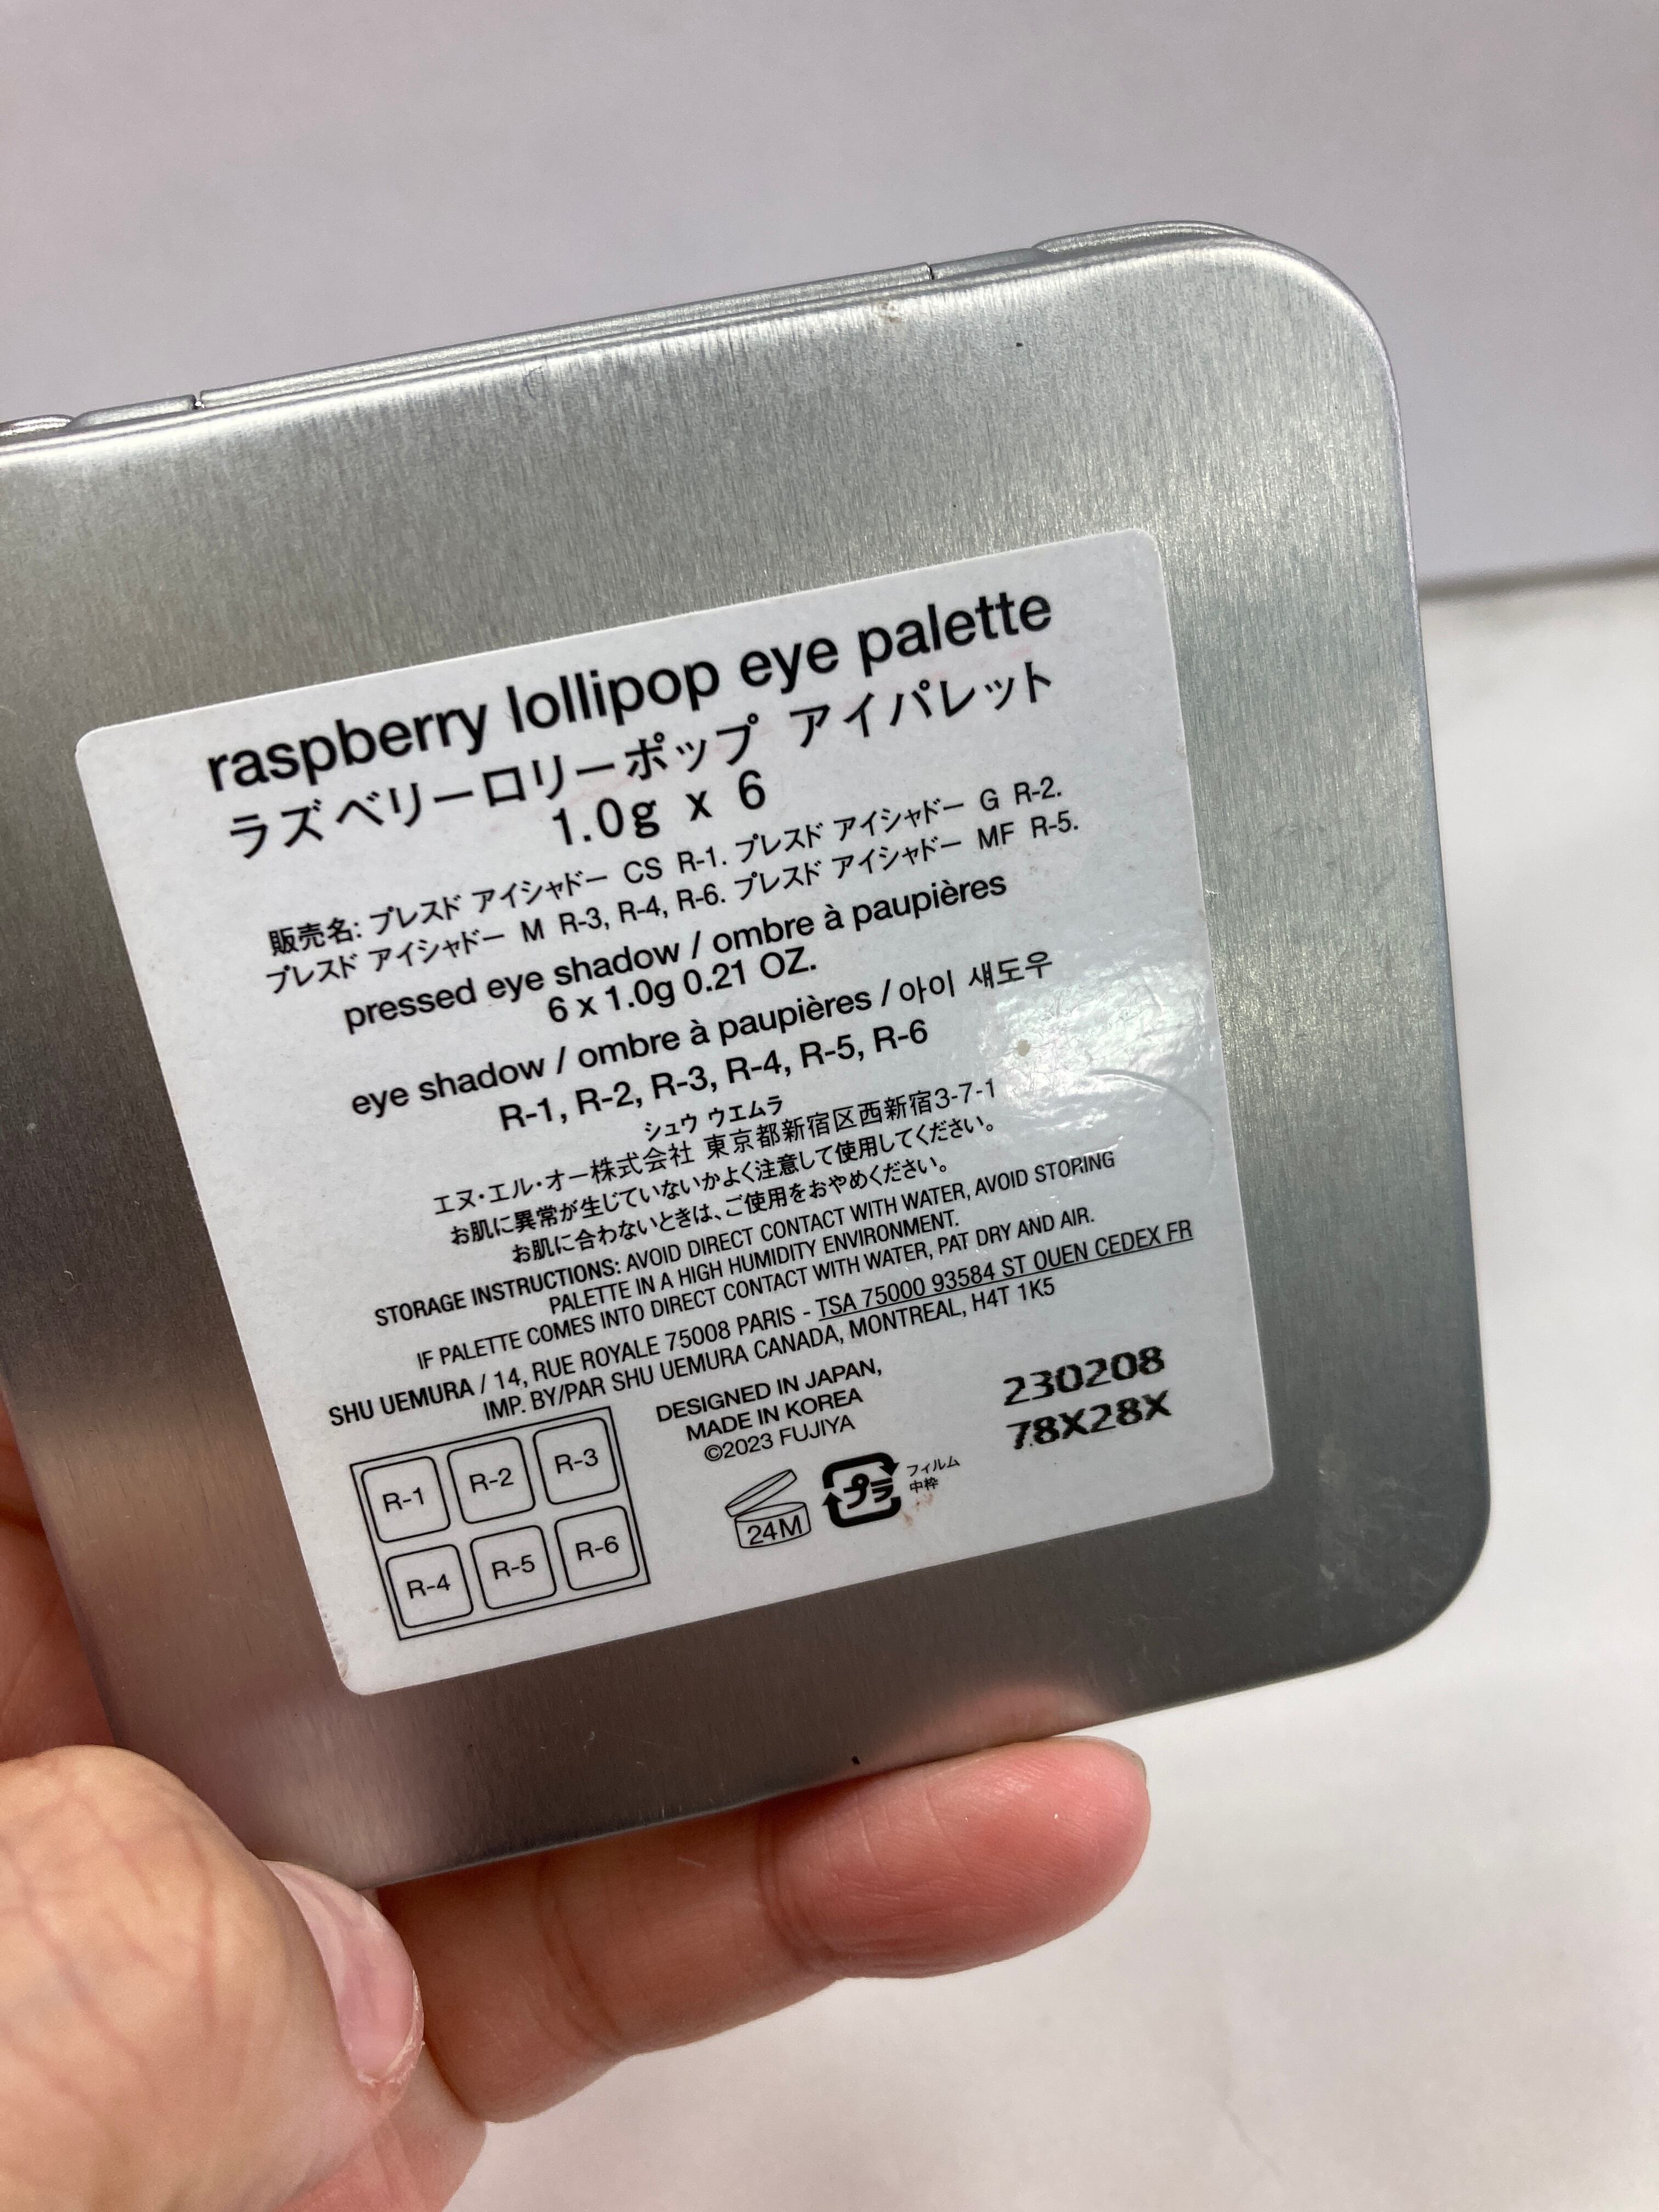 raspberry lollipop eye palette
ラズベリーロリーポップ アイパレット
1.0g x 6
販売名: プレスド アイシャドー CS R-1. プレスド アイシャドー G R-2.
プレスド アイシャドー M R-3, R-4, R-6. プレスド アイシャドー MF R-5.
pressed eye shadow / ombre à paupières
6 x 1.0g 0.21 OZ.
eye shadow / ombre à paupières / 아이 섀도우
R-1, R-2, R-3, R-4, R-5, R-6
シュウ ウエムラ
エヌ・エル・オー株式会社 東京都新宿区西新宿3-7-1
お肌に異常が生じていないかよく注意して使用してください。
お肌に合わないときは、ご使用をおやめください。
STORAGE INSTRUCTIONS: AVOID DIRECT CONTACT WITH WATER, AVOID STORING
PALETTE IN A HIGH HUMIDITY ENVIRONMENT.
IF PALETTE COMES INTO DIRECT CONTACT WITH WATER, PAT DRY AND AIR.
SHU UEMURA / 14, RUE ROYALE 75008 PARIS - TSA 75000 93584 ST OUEN CEDEX FR
IMP. BY/PAR SHU UEMURA CANADA, MONTREAL, H4T 1K5
R-1 R-2 R-3
R-4 R-5 R-6
DESIGNED IN JAPAN,
MADE IN KOREA
©2023 FUJIYA
24M
プラ
フィルム
中枠
230208
78X28X